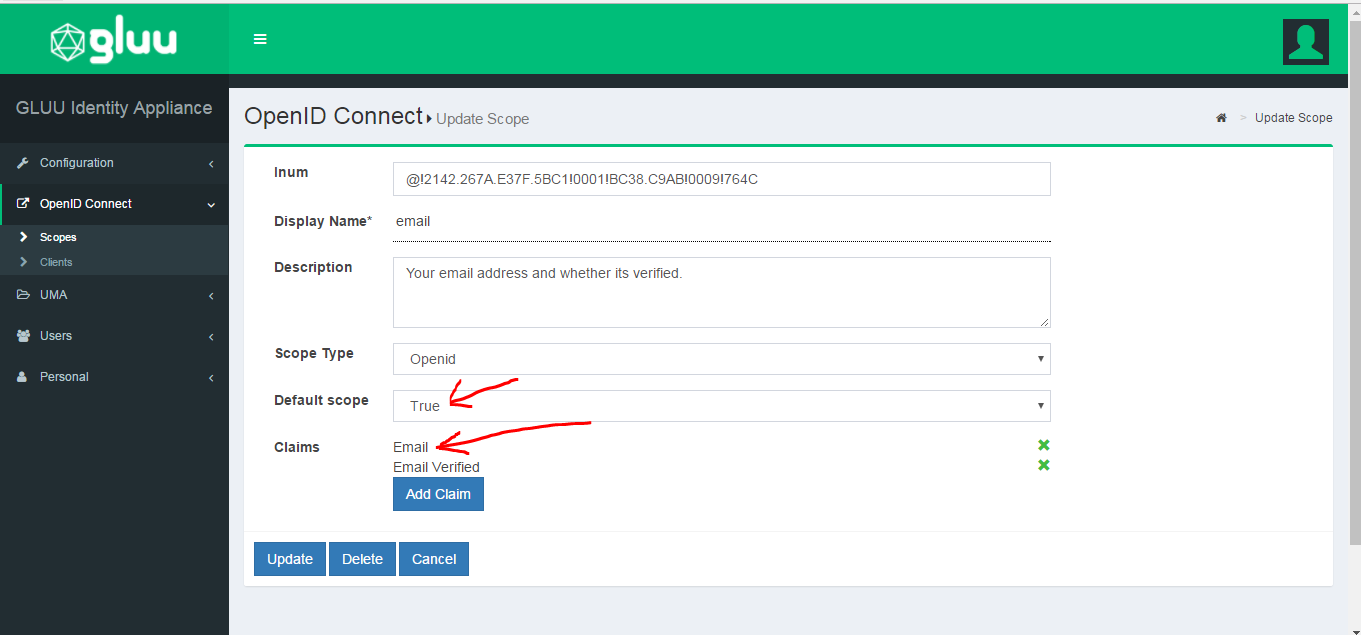 gluu
GLUU Identity Appliance
OpenID Connect Update Scope
Update Scope
Configuration
OpenID Connect
Scopes
Clients
UMA
Users
Personal
Inum
@!2142.267A.E37F.5BC1!0001!BC38.C9AB!0009!764C
Display Name*
email
Description
Your email address and whether its verified.
Scope Type
Openid
Default scope
True
Claims
Email
Email Verified
Add Claim
Update Delete Cancel